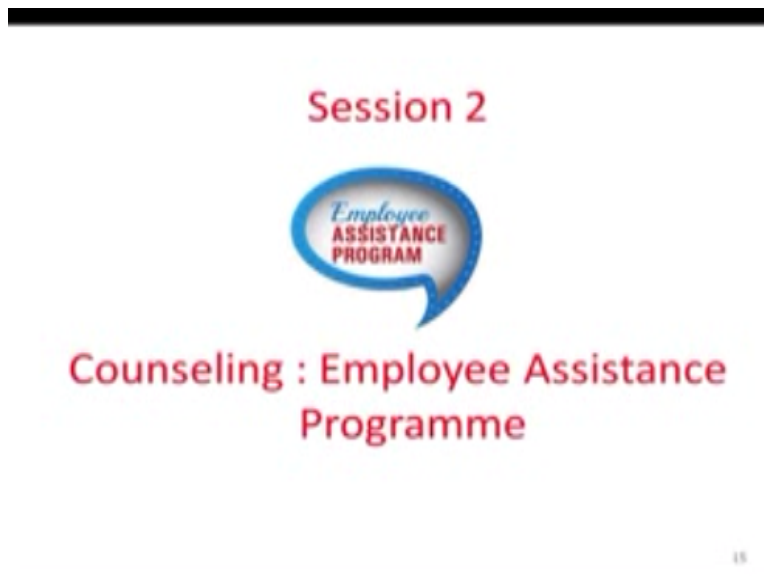 Session 2
Employee
ASSISTANCE
PROGRAM
Counseling : Employee Assistance
Programme
15